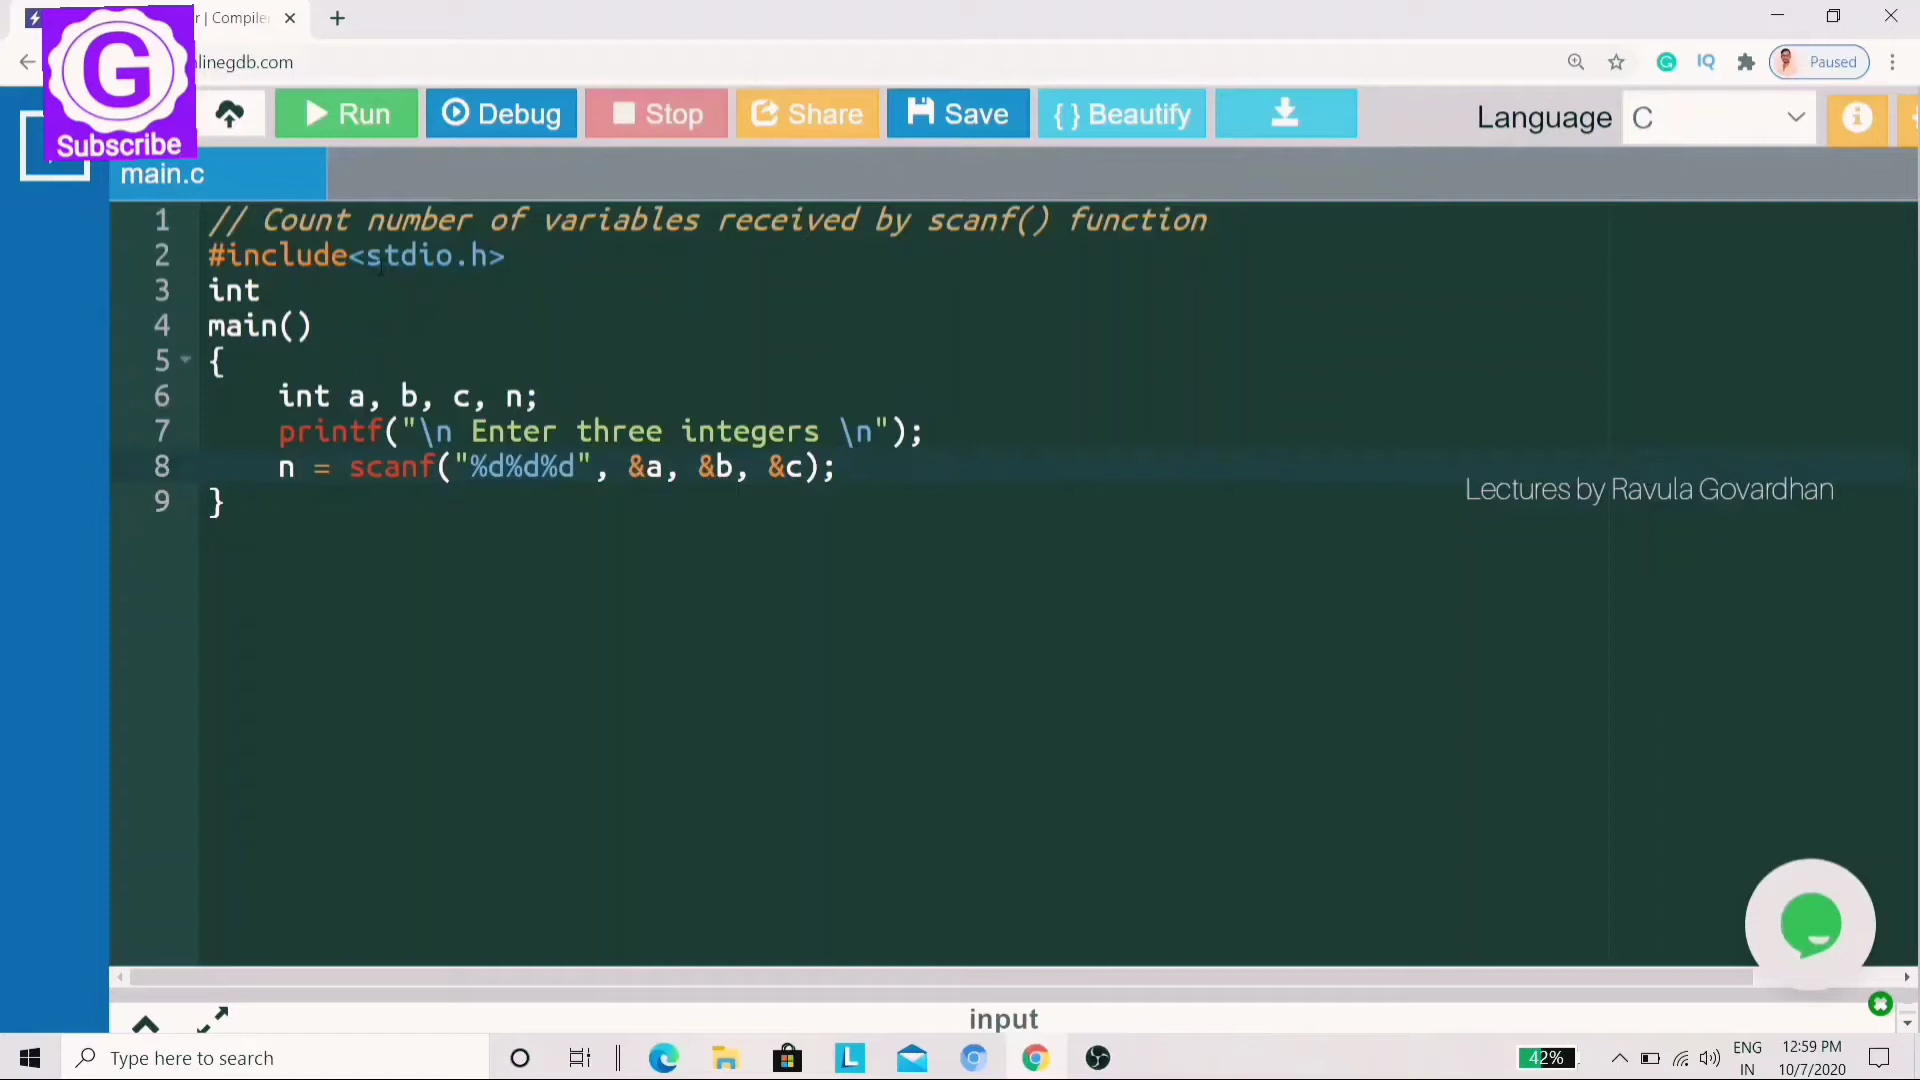 r | Compiler
linegdb.com
Paused
G
Subscribe
Run
Debug
Stop
Share
Save
{ } Beautify
Language
C
main.c
1 // Count number of variables received by scanf() function
2 #include<stdio.h>
3 int
4 main()
5 {
6 int a, b, c, n;
7 printf("\n Enter three integers \n");
8 n = scanf("%d%d%d", &a, &b, &c);
9 }
Lectures by Ravula Govardhan
input
Type here to search
L
42%
ENG
IN
12:59 PM
10/7/2020
IQ